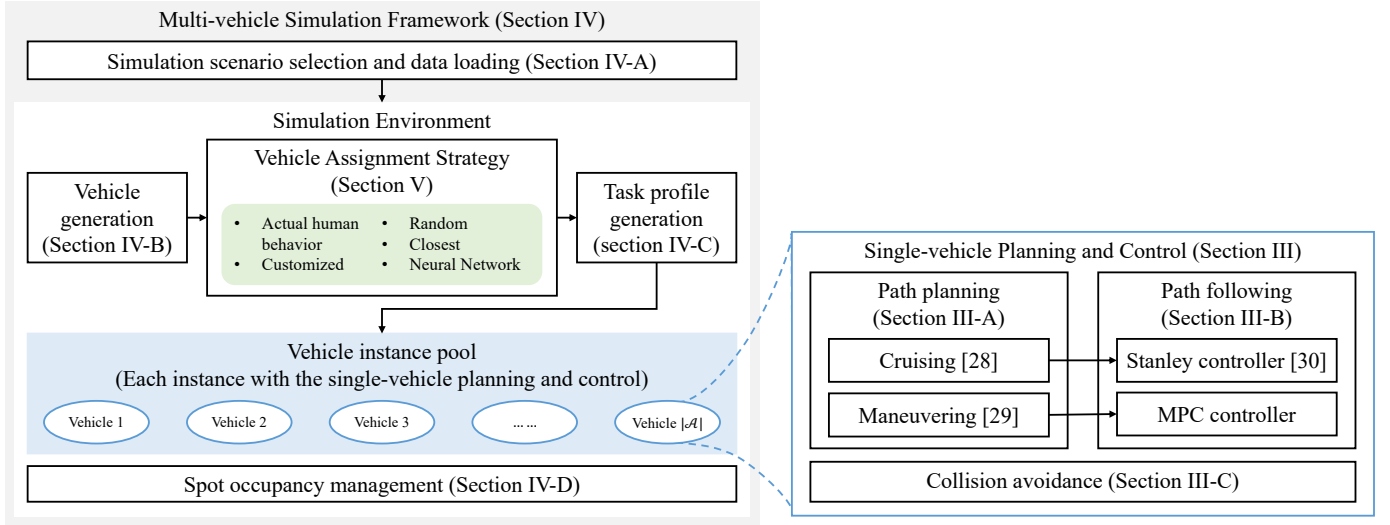 Multi-vehicle Simulation Framework (Section IV)
Simulation scenario selection and data loading (Section IV-A)
Simulation Environment
Vehicle
generation
(Section IV-B)
Vehicle Assignment Strategy
(Section V)
• Actual human
behavior
• Customized
• Random
• Closest
• Neural Network
Task profile
generation
(section IV-C)
Vehicle instance pool
(Each instance with the single-vehicle planning and control)
Vehicle 1
Vehicle 2
Vehicle 3
... ...
Vehicle |𝒜|
Spot occupancy management (Section IV-D)
Single-vehicle Planning and Control (Section III)
Path planning
(Section III-A)
Cruising [28]
Maneuvering [29]
Path following
(Section III-B)
Stanley controller [30]
MPC controller
Collision avoidance (Section III-C)